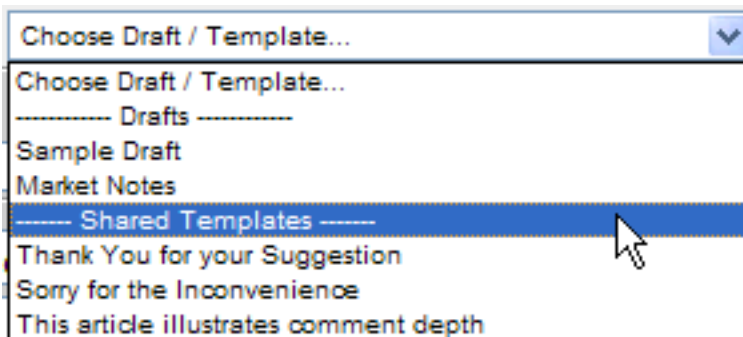 Choose Draft / Template...
Choose Draft / Template...
------------ Drafts ------------
Sample Draft
Market Notes
------- Shared Templates -------
Thank You for your Suggestion
Sorry for the Inconvenience
This article illustrates comment depth